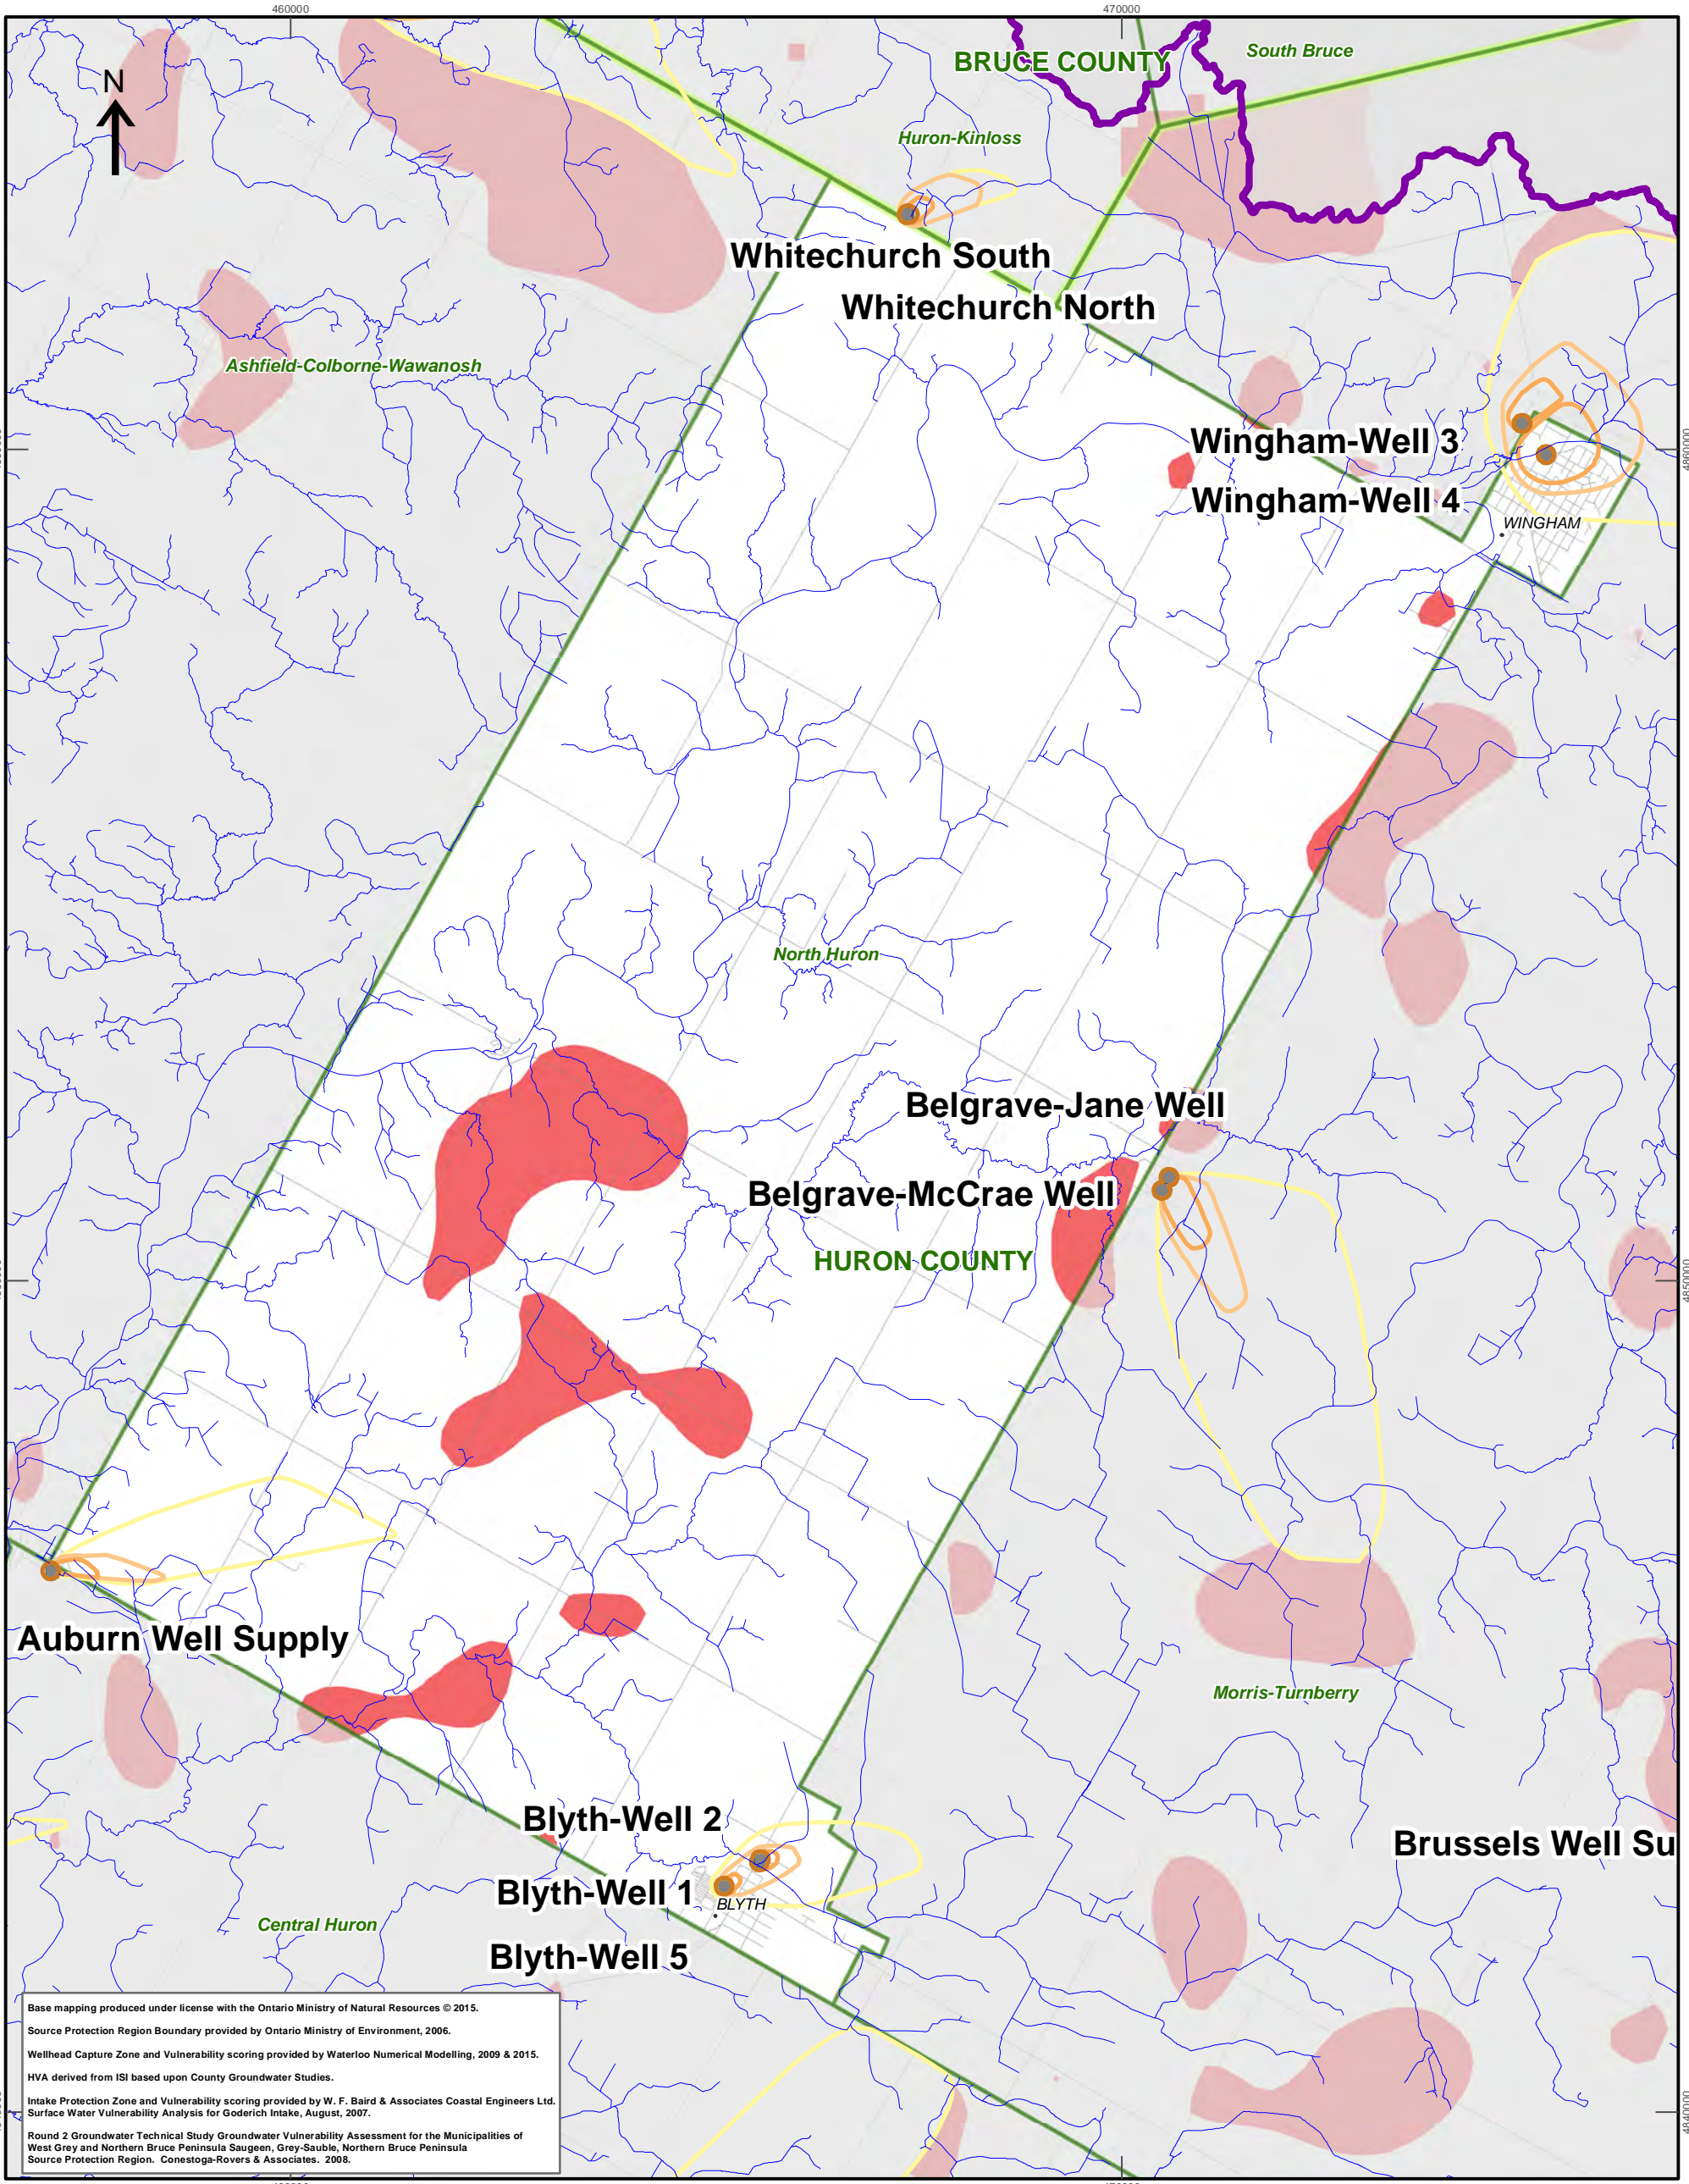 460000
470000
N
BRUCE COUNTY
South Bruce
Huron-Kinloss
Whitechurch South
Whitechurch North
Ashfield-Colborne-Wawanosh
Wingham-Well 3
4860000
Wingham-Well 4
WINGHAM
North Huron
Belgrave-Jane Well
Belgrave-McCrae Well
HURON COUNTY
4850000
Auburn Well Supply
Morris-Turnberry
Blyth-Well 2
Brussels Well Su
Blyth-Well 1
BLYTH
Central Huron
Blyth-Well 5
Base mapping produced under license with the Ontario Ministry of Natural Resources © 2015.
Source Protection Region Boundary provided by Ontario Ministry of Environment, 2006.
Wellhead Capture Zone and Vulnerability scoring provided by Waterloo Numerical Modelling, 2009 & 2015.
HVA derived from ISI based upon County Groundwater Studies.
Intake Protection Zone and Vulnerability scoring provided by W. F. Baird & Associates Coastal Engineers Ltd.
Surface Water Vulnerability Analysis for Goderich Intake, August, 2007.
Round 2 Groundwater Technical Study Groundwater Vulnerability Assessment for the Municipalities of
West Grey and Northern Bruce Peninsula Saugeen, Grey-Sauble, Northern Bruce Peninsula
Source Protection Region. Conestoga-Rovers & Associates. 2008.
4840000